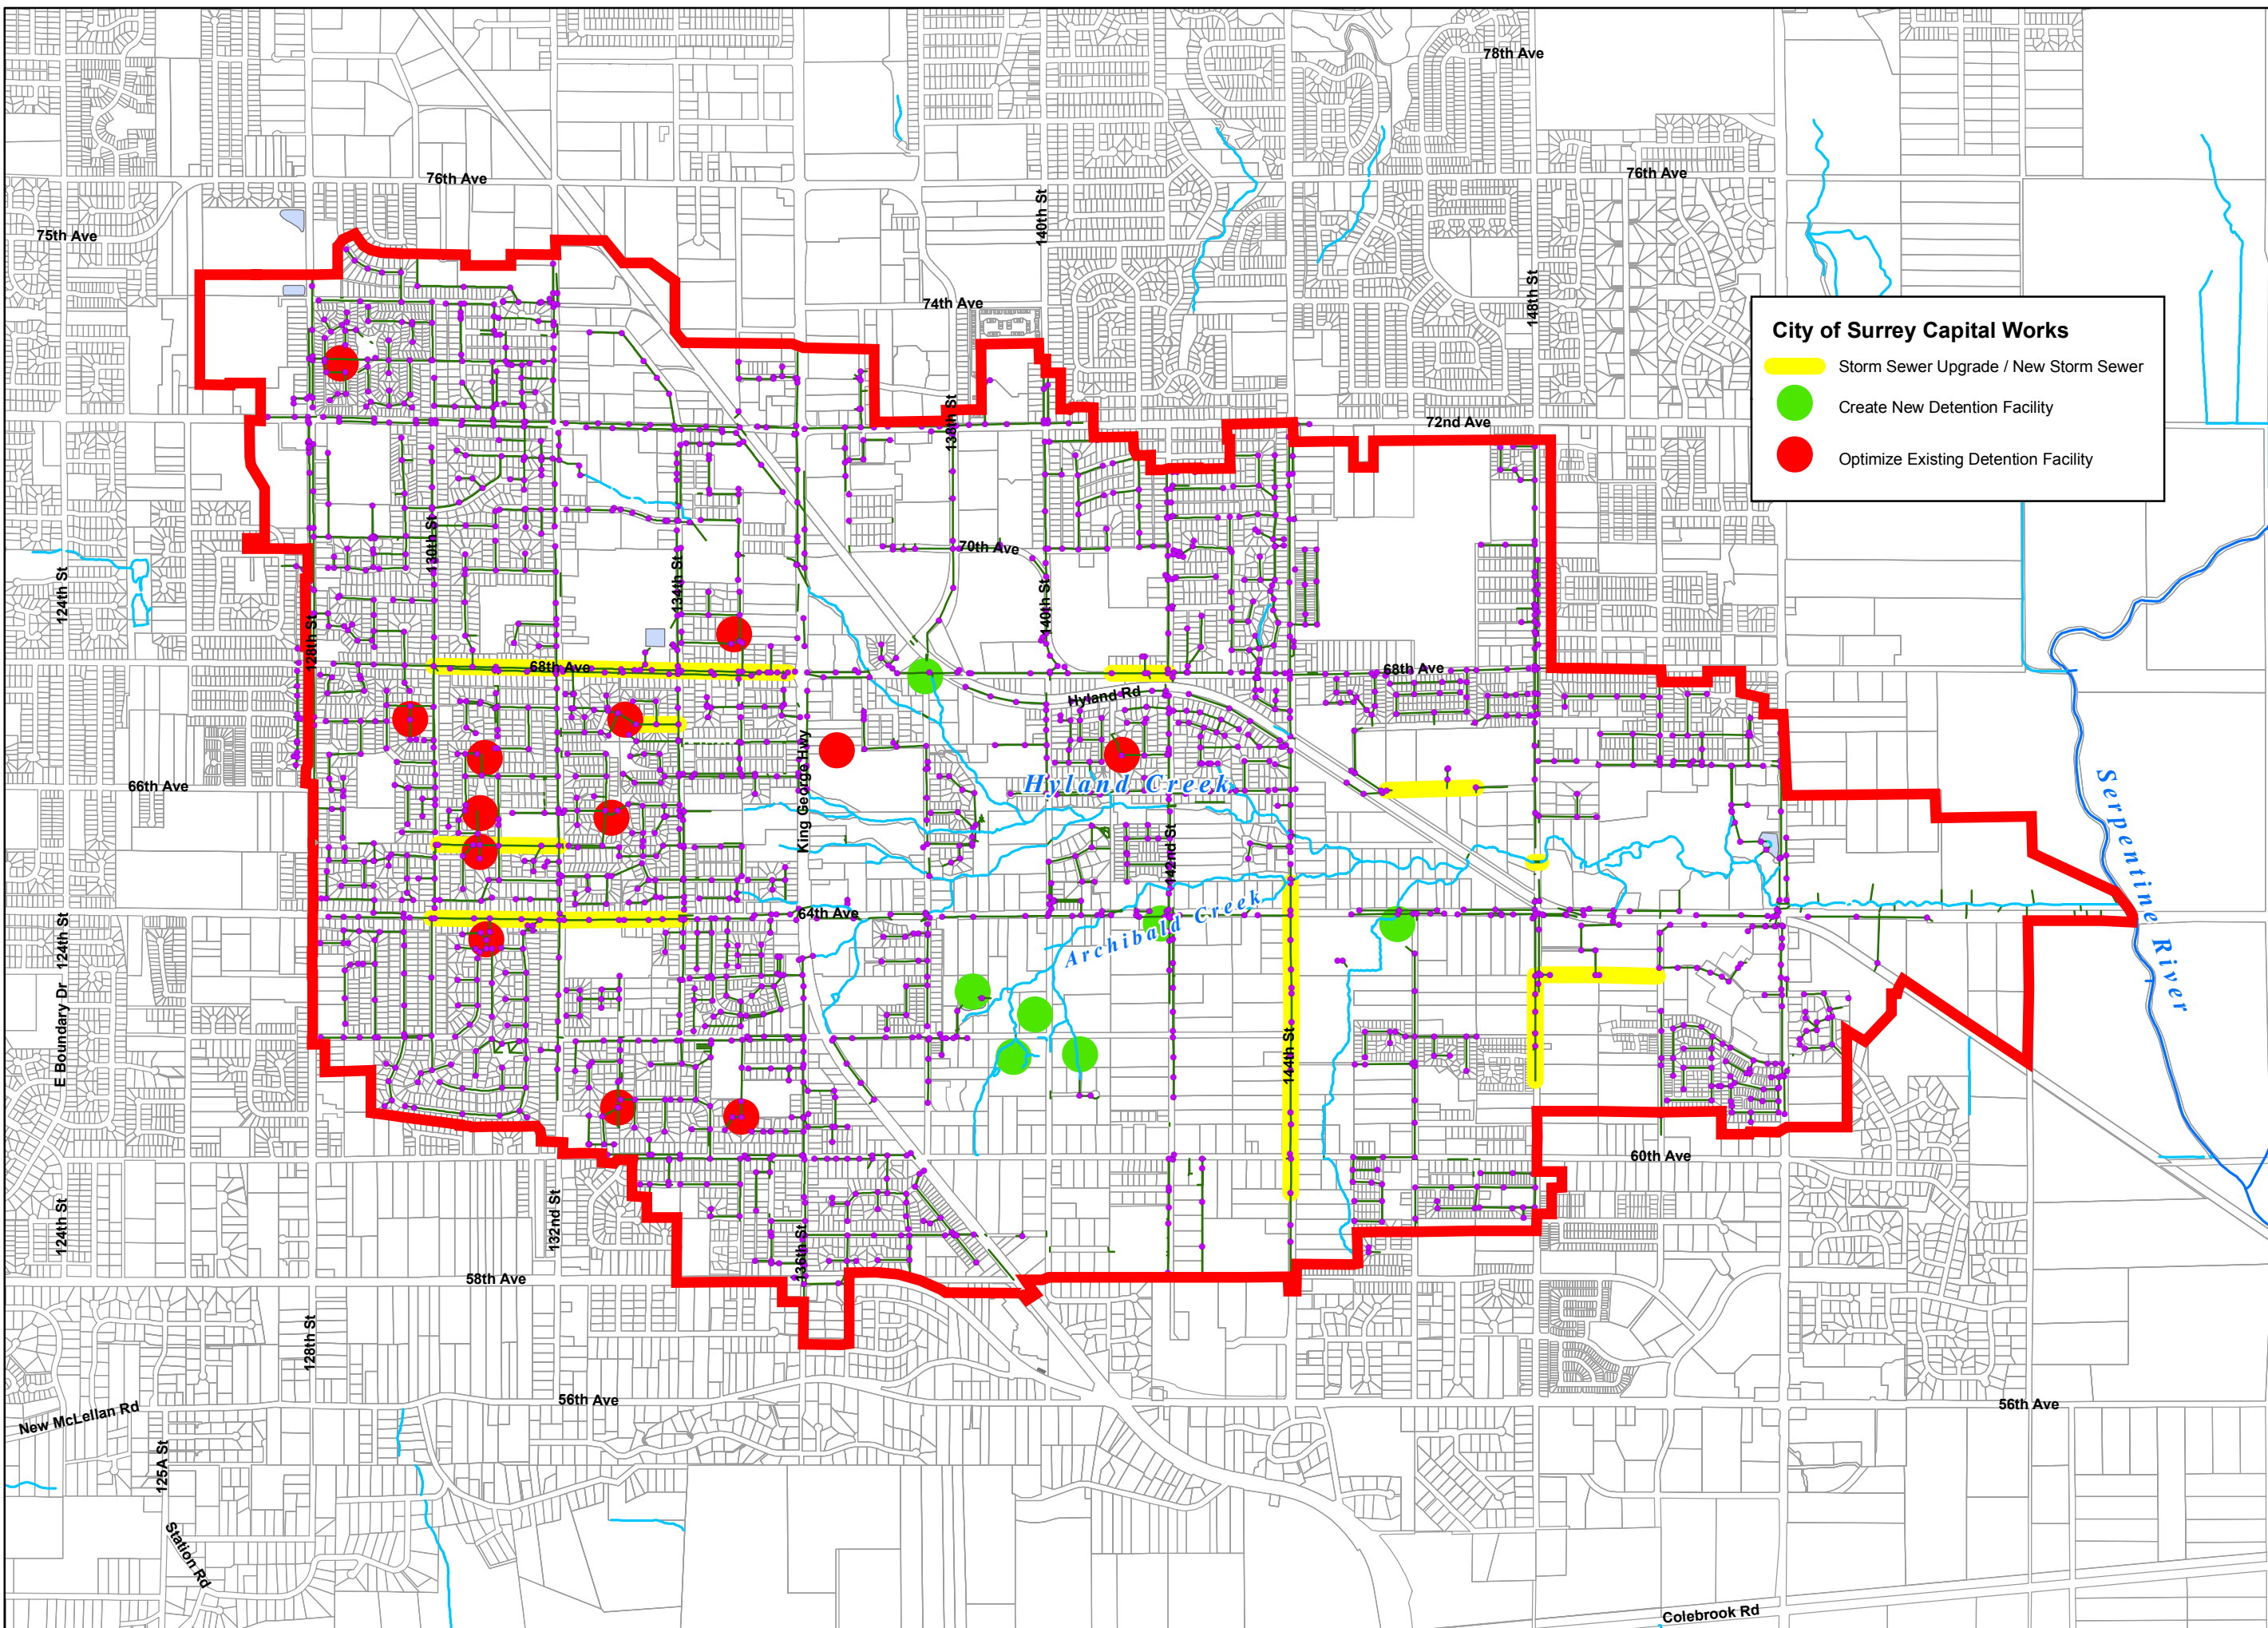 78th Ave
76th Ave
76th Ave
75th Ave
140th St
74th Ave
148th St
City of Surrey Capital Works
Storm Sewer Upgrade / New Storm Sewer
Create New Detention Facility
Optimize Existing Detention Facility
138th St
72nd Ave
130th St
70th Ave
124th St
134th St
140th St
128th St
68th Ave
68th Ave
Hyland Rd
66th Ave
King George Hwy
Hyland Creek
Serpentine River
142nd St
64th Ave
Archibald Creek
124th St
E Boundary Dr
144th St
60th Ave
124th St
132nd St
136th St
58th Ave
128th St
56th Ave
56th Ave
New McLellan Rd
125A St
Station Rd
Colebrook Rd